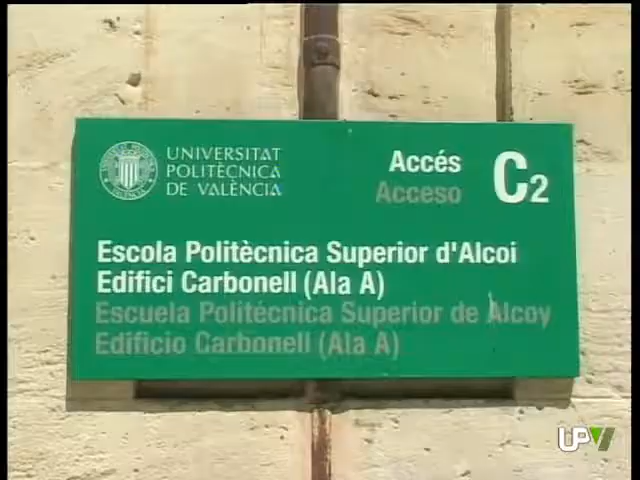 UNIVERSITAT
POLITÈCNICA
DE VALÈNCIA
Accés
Acceso
C2
Escola Politècnica Superior d'Alcoi
Edifici Carbonell (Ala A)
Escuela Politécnica Superior de Alcoy
Edificio Carbonell (Ala A)
UPV